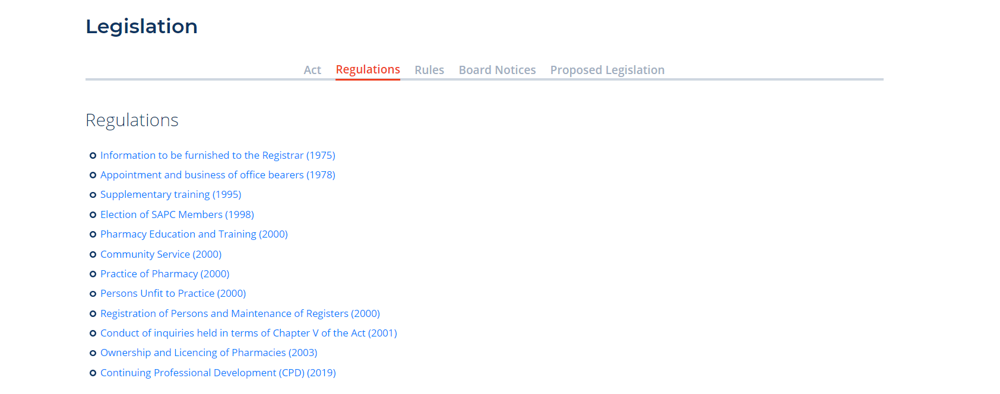 Legislation
Act Regulations Rules Board Notices Proposed Legislation
Regulations
Information to be furnished to the Registrar (1975)
Appointment and business of office bearers (1978)
Supplementary training (1995)
Election of SAPC Members (1998)
Pharmacy Education and Training (2000)
Community Service (2000)
Practice of Pharmacy (2000)
Persons Unfit to Practice (2000)
Registration of Persons and Maintenance of Registers (2000)
Conduct of inquiries held in terms of Chapter V of the Act (2001)
Ownership and Licencing of Pharmacies (2003)
Continuing Professional Development (CPD) (2019)